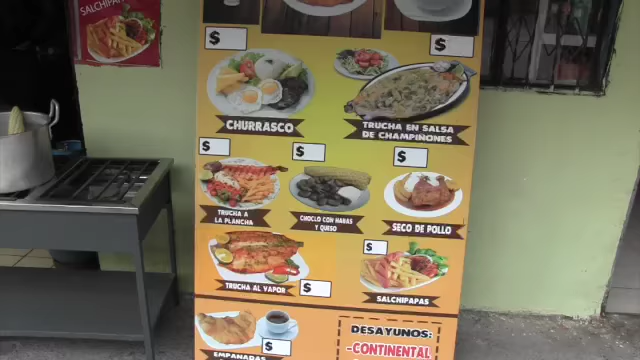 SALCHIPAP
$
$
CHURRASCO
TRUCHA EN SALSA
DE CHAMPIÑONES
$
$
$
TRUCHA A
LA PLANCHA
CHOCLO CON HABAS
Y QUESO
SECO DE POLLO
$
TRUCHA AL VAPOR
$
SALCHIPAPAS
$
EMPANADAS
DESAYUNOS:
-CONTINENTAL